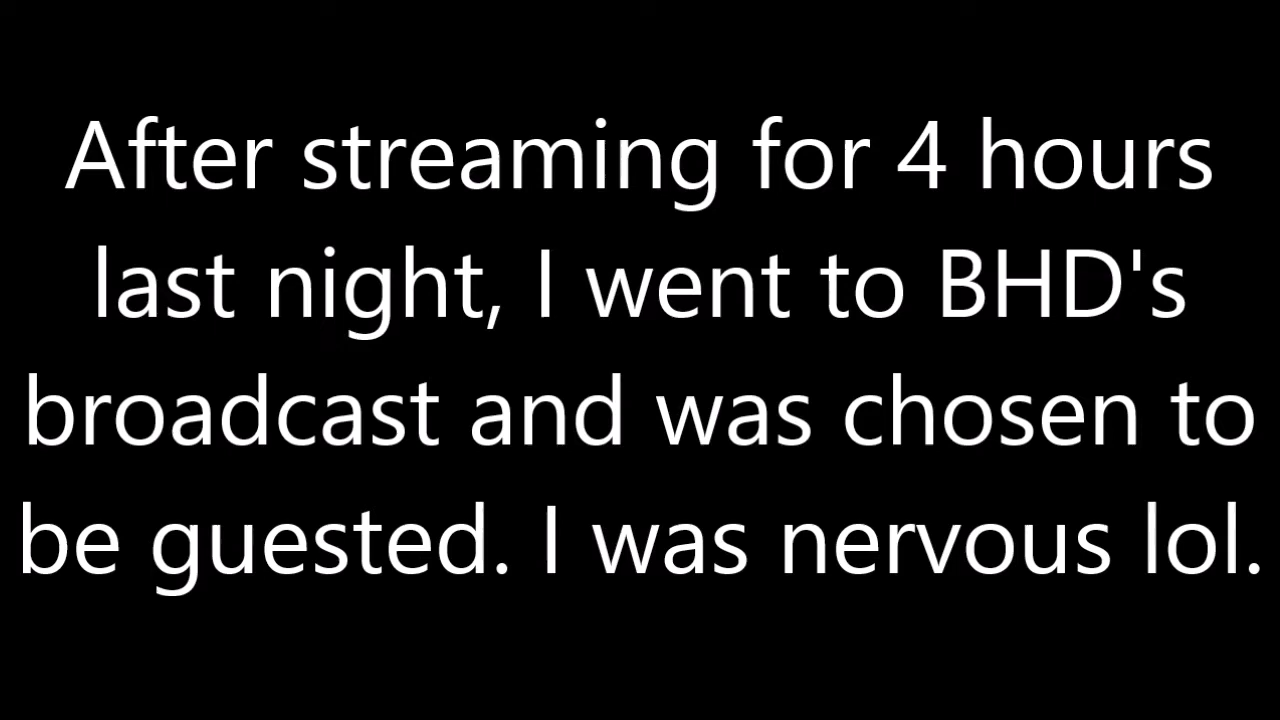 After streaming for 4 hours
last night, I went to BHD's
broadcast and was chosen to
be guested. I was nervous lol.